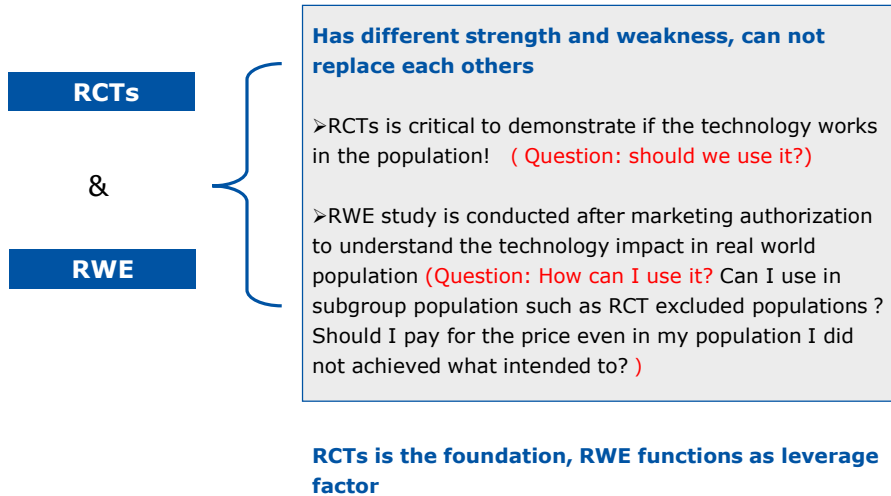 Has different strength and weakness, can not
replace each others
RCTs
➢RCTs is critical to demonstrate if the technology works
in the population!   ( Question: should we use it?)
&
➢RWE study is conducted after marketing authorization
to understand the technology impact in real world
RWE
population (Question: How can I use it? Can I use in
subgroup population such as RCT excluded populations ?
Should I pay for the price even in my population I did
not achieved what intended to? )
RCTs is the foundation, RWE functions as leverage
factor